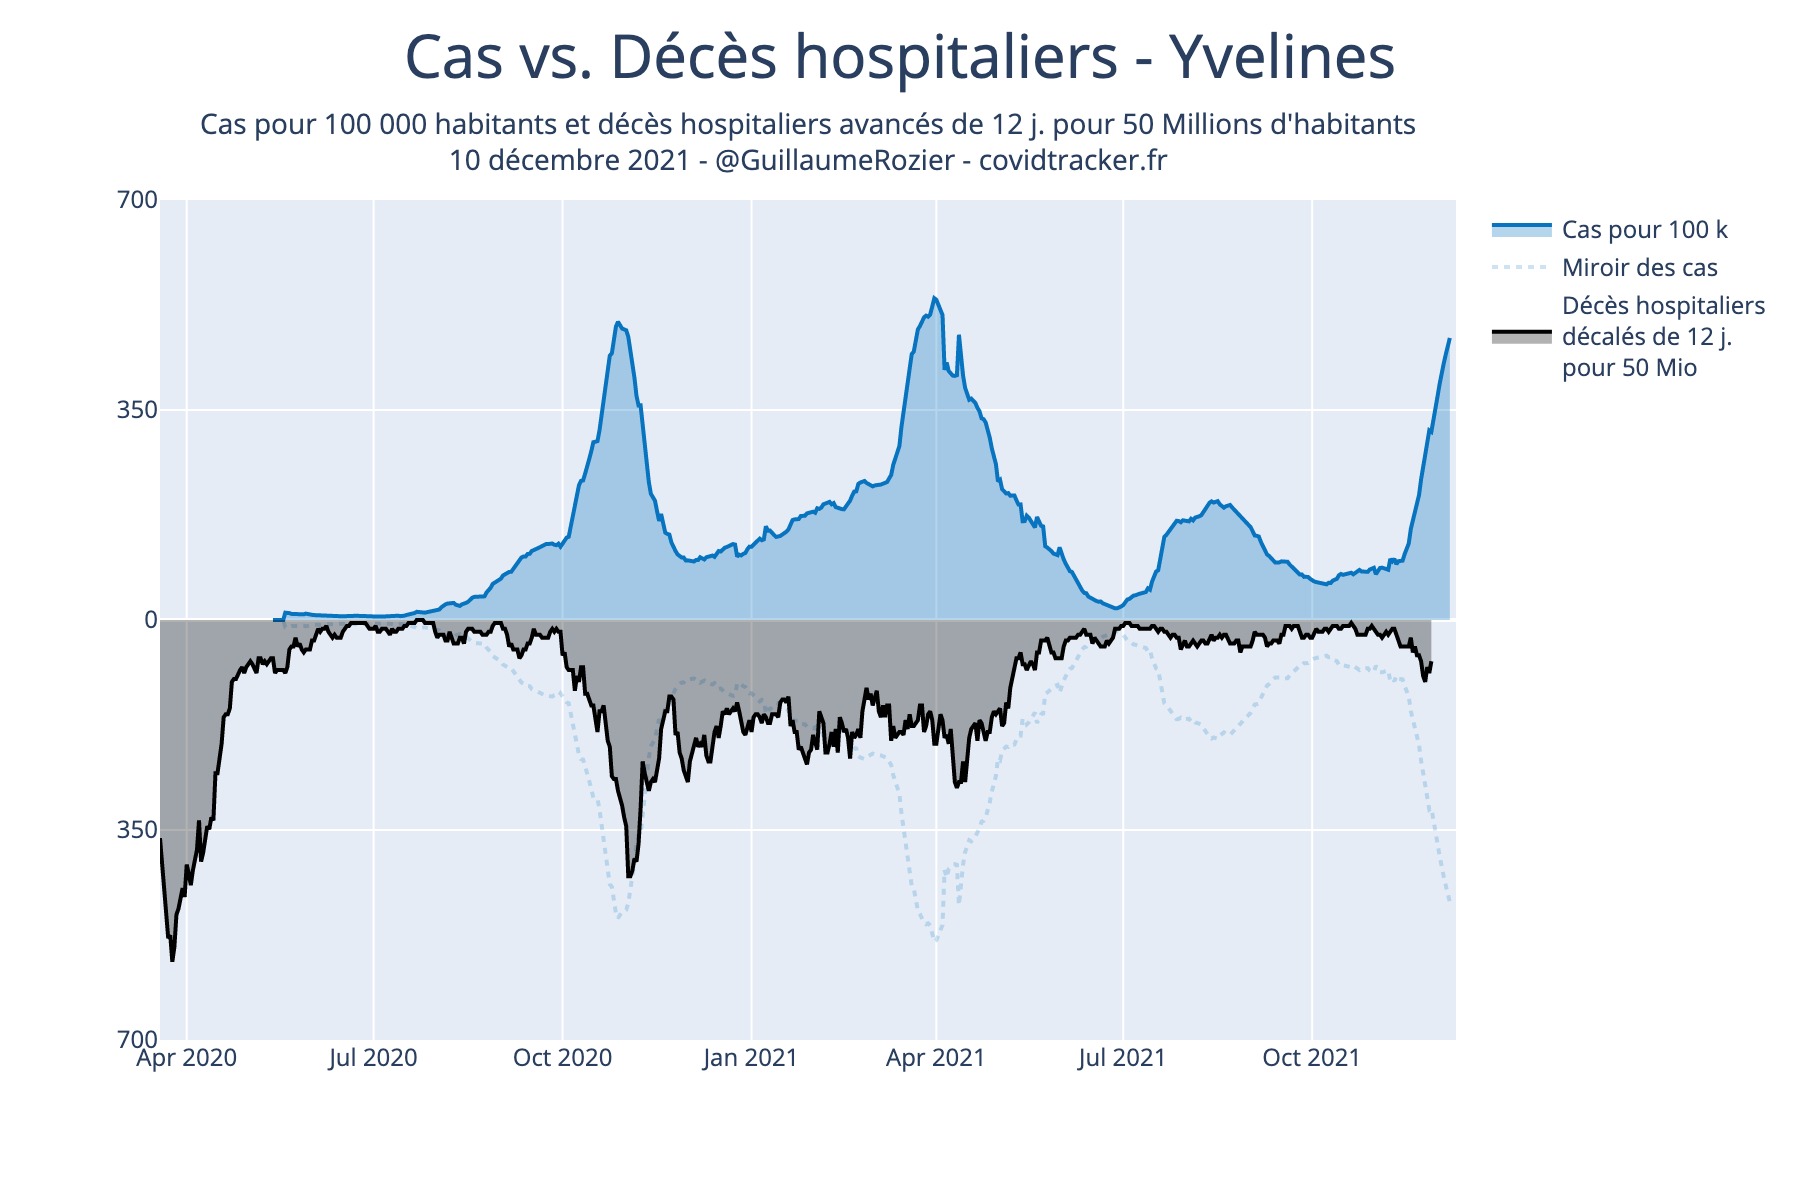 Cas vs. Décès hospitaliers - Yvelines
Cas pour 100 000 habitants et décès hospitaliers avancés de 12 j. pour 50 Millions d'habitants
10 décembre 2021 - @GuillaumeRozier - covidtracker.fr
700
350
0
350
700
Apr 2020
Jul 2020
Oct 2020
Jan 2021
Apr 2021
Jul 2021
Oct 2021
Cas pour 100 k
Miroir des cas
Décès hospitaliers
décalés de 12 j.
pour 50 Mio